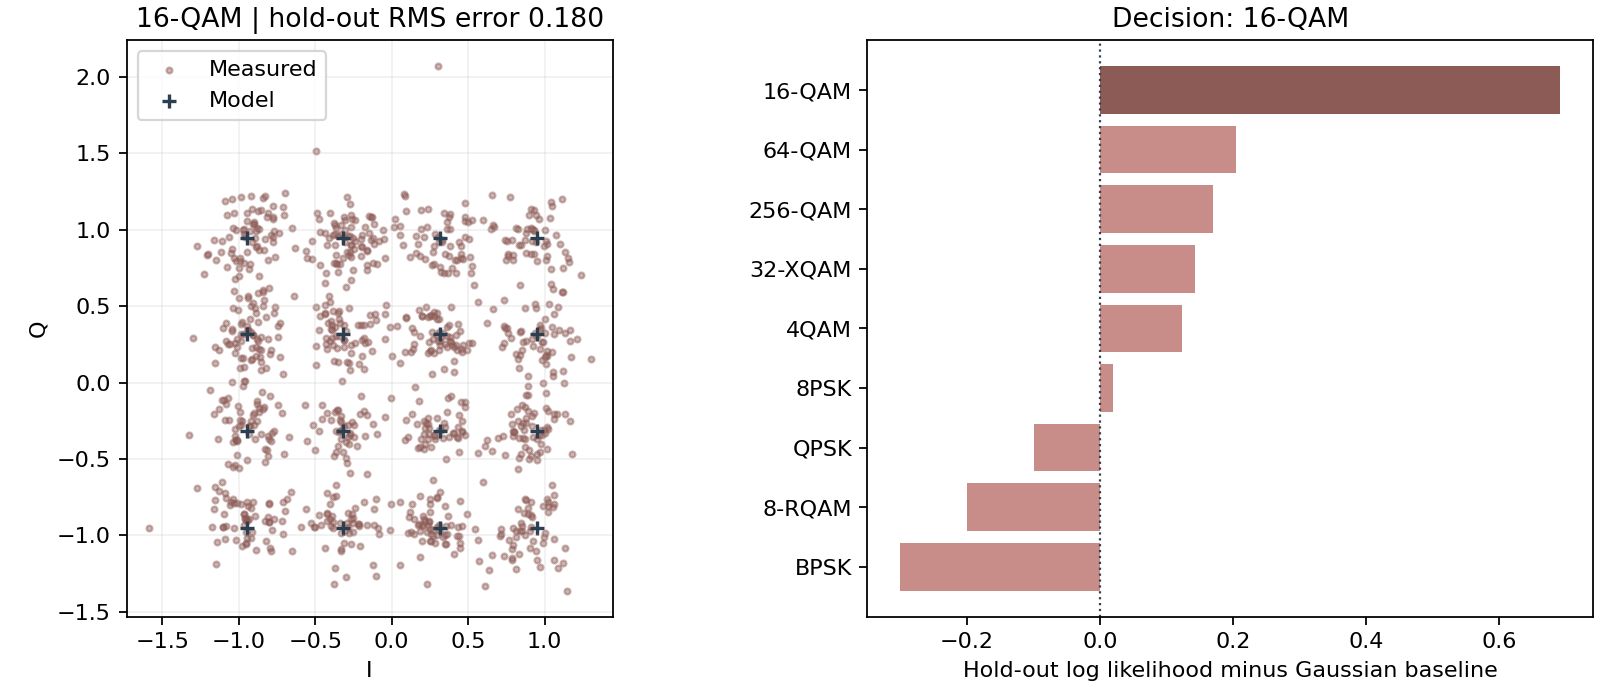 16-QAM | hold-out RMS error 0.180
Measured
Model
2.0
1.5
1.0
0.5
0.0
−0.5
−1.0
−1.5
Q
−1.5 −1.0 −0.5 0.0 0.5 1.0
I
Decision: 16-QAM
16-QAM
64-QAM
256-QAM
32-XQAM
4QAM
8PSK
QPSK
8-RQAM
BPSK
−0.2 0.0 0.2 0.4 0.6
Hold-out log likelihood minus Gaussian baseline